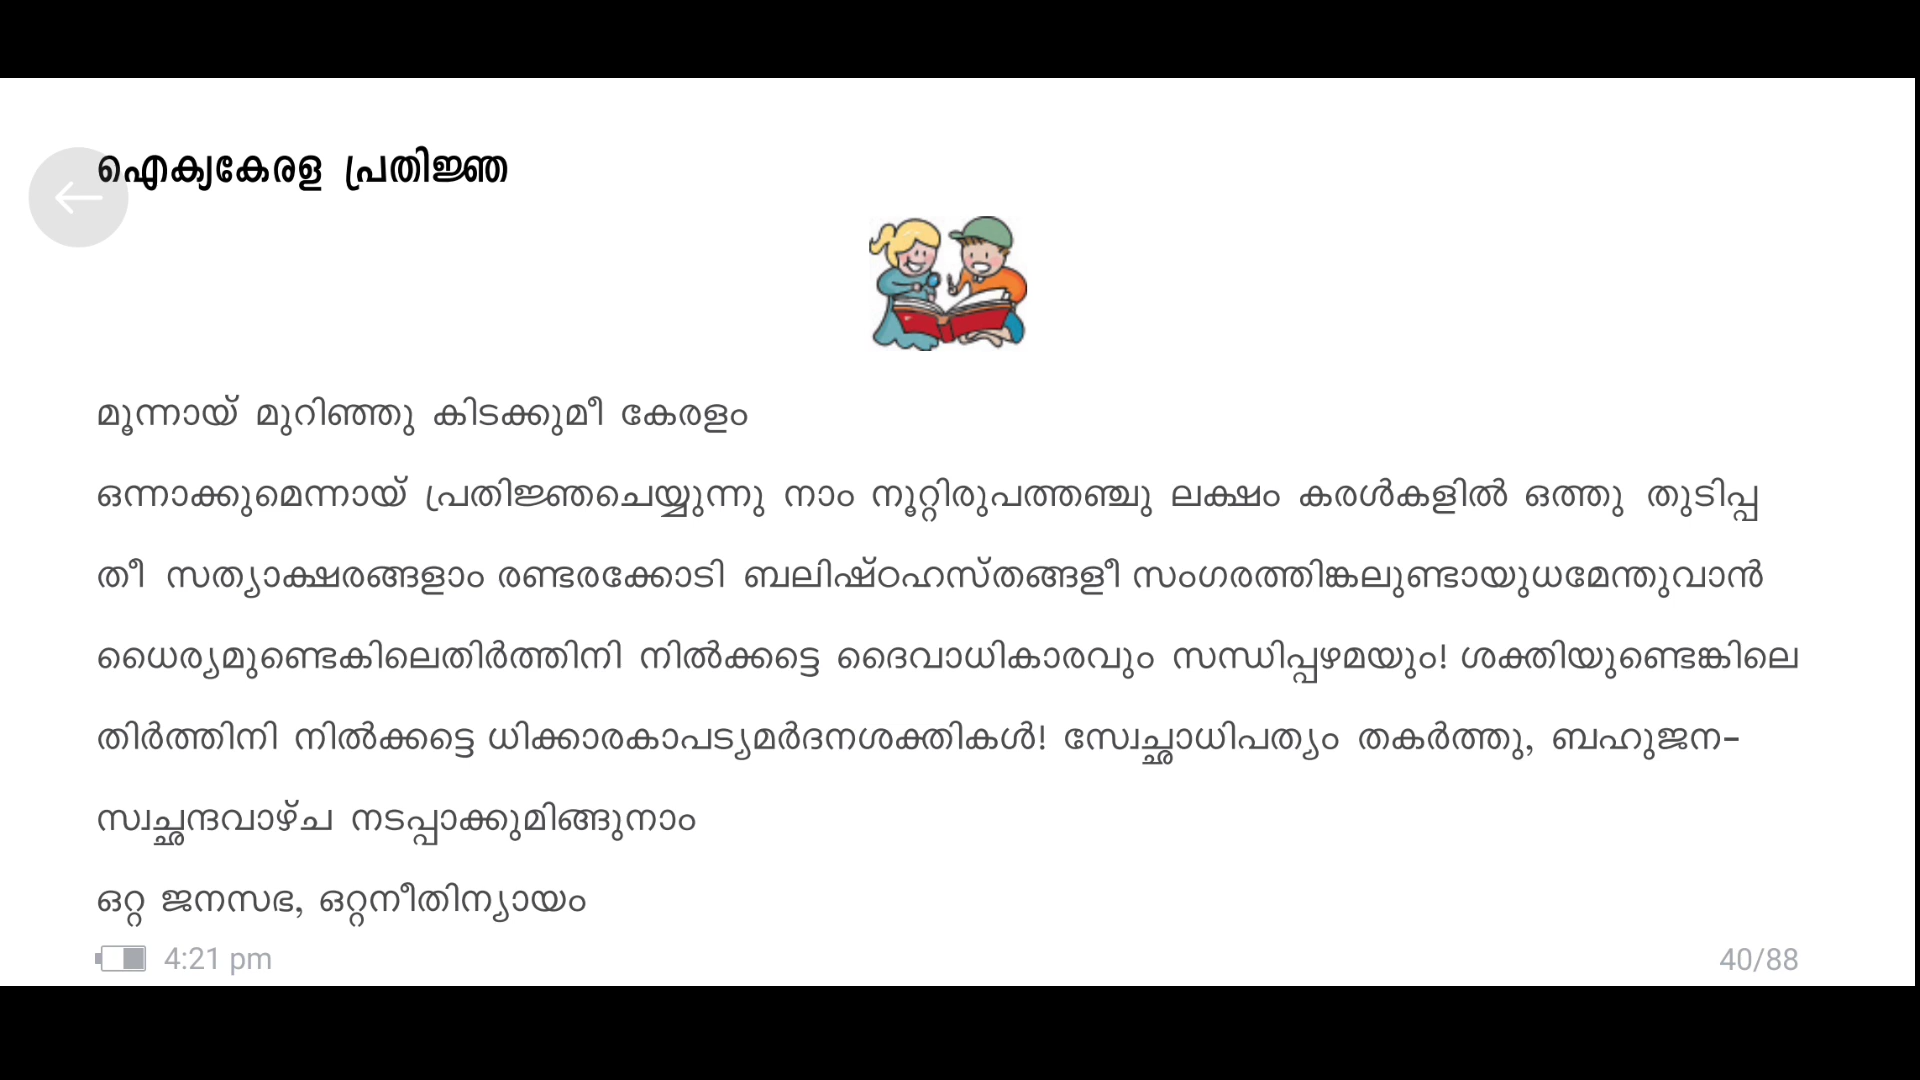 ഐക്യകേരള പ്രതിജ്ഞ
മൂന്നായ് മുറിഞ്ഞു കിടക്കുമീ കേരളം
ഒന്നാക്കുമെന്നായ് പ്രതിജ്ഞചെയ്യുന്നു നാം നൂറ്റിരുപത്തഞ്ചു ലക്ഷം കരൾകളിൽ ഒത്തു തുടിപ്പ
തീ സത്യാക്ഷരങ്ങളാം രണ്ടരക്കോടി ബലിഷ്ഠഹസ്തങ്ങളീ സംഗരത്തിങ്കലുണ്ടായുധമേന്തുവാൻ
ധൈര്യമുണ്ടെകിലെതിർത്തിനി നിൽക്കട്ടെ ദൈവാധികാരവും സന്ധിപ്പഴമയും! ശക്തിയുണ്ടെങ്കിലെ
തിർത്തിനി നിൽക്കട്ടെ ധിക്കാരകാപട്യമർദനശക്തികൾ! സ്വേച്ഛാധിപത്യം തകർത്തു, ബഹുജന-
സ്വച്ഛന്ദവാഴ്ച നടപ്പാക്കുമിങ്ങുനാം
ഒറ്റ ജനസഭ, ഒറ്റനീതിന്യായം
4:21 pm
40/88